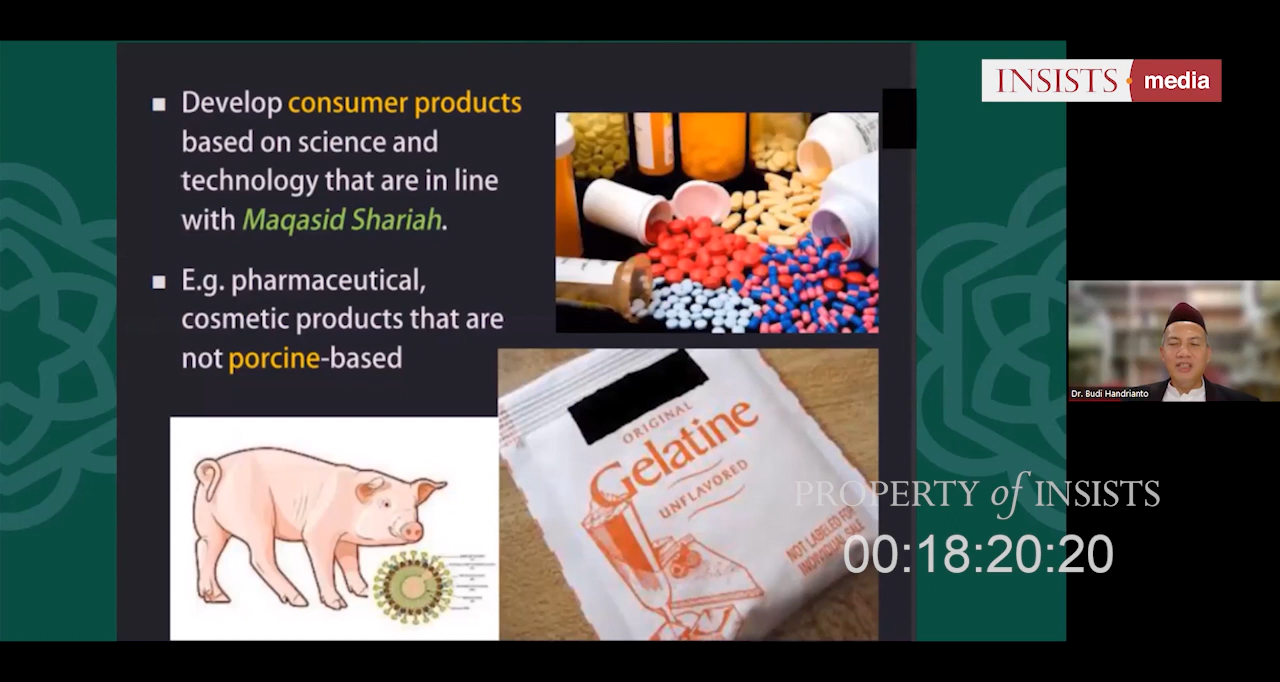 INSISTS media
■ Develop consumer products
based on science and
technology that are in line
with Maqasid Shariah.
■ E.g. pharmaceutical,
cosmetic products that are
not porcine-based
ORIGINAL
Gelatine
UNFLAVORED
NOT LABELED FOR
INDIVIDUAL SALE
Dr. Budi Handrianto
PROPERTY of INSISTS
00:18:20:20